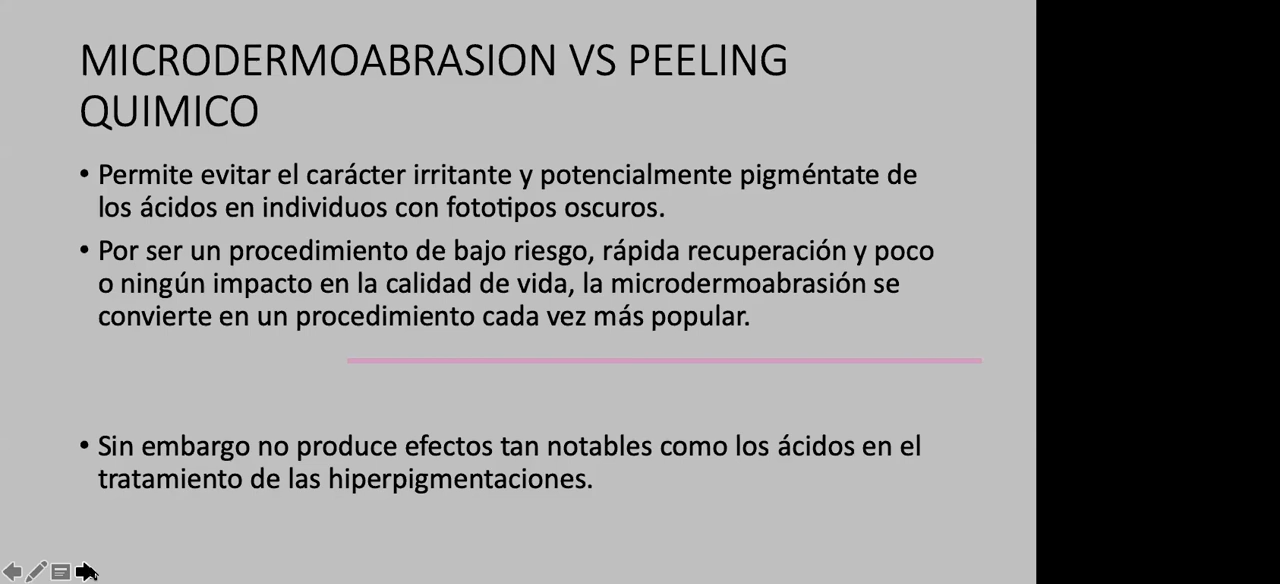 MICRODERMOABRASION VS PEELING
QUIMICO
• Permite evitar el carácter irritante y potencialmente pigméntate de
los ácidos en individuos con fototipos oscuros.
• Por ser un procedimiento de bajo riesgo, rápida recuperación y poco
o ningún impacto en la calidad de vida, la microdermoabrasión se
convierte en un procedimiento cada vez más popular.
• Sin embargo no produce efectos tan notables como los ácidos en el
tratamiento de las hiperpigmentaciones.